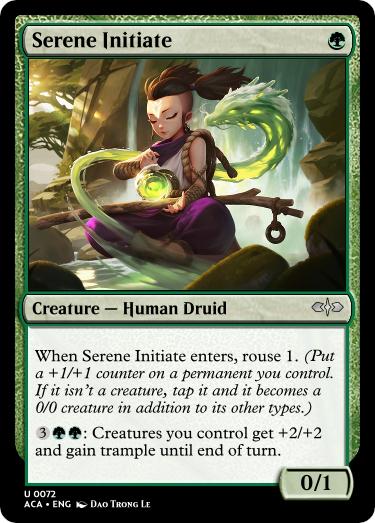 Serene Initiate
Creature — Human Druid
When Serene Initiate enters, rouse 1. (Put
a +1/+1 counter on a permanent you control.
If it isn't a creature, tap it and it becomes a
0/0 creature in addition to its other types.)
3: Creatures you control get +2/+2
and gain trample until end of turn.
0/1
U 0072
ACA • ENG Dao Trong Le